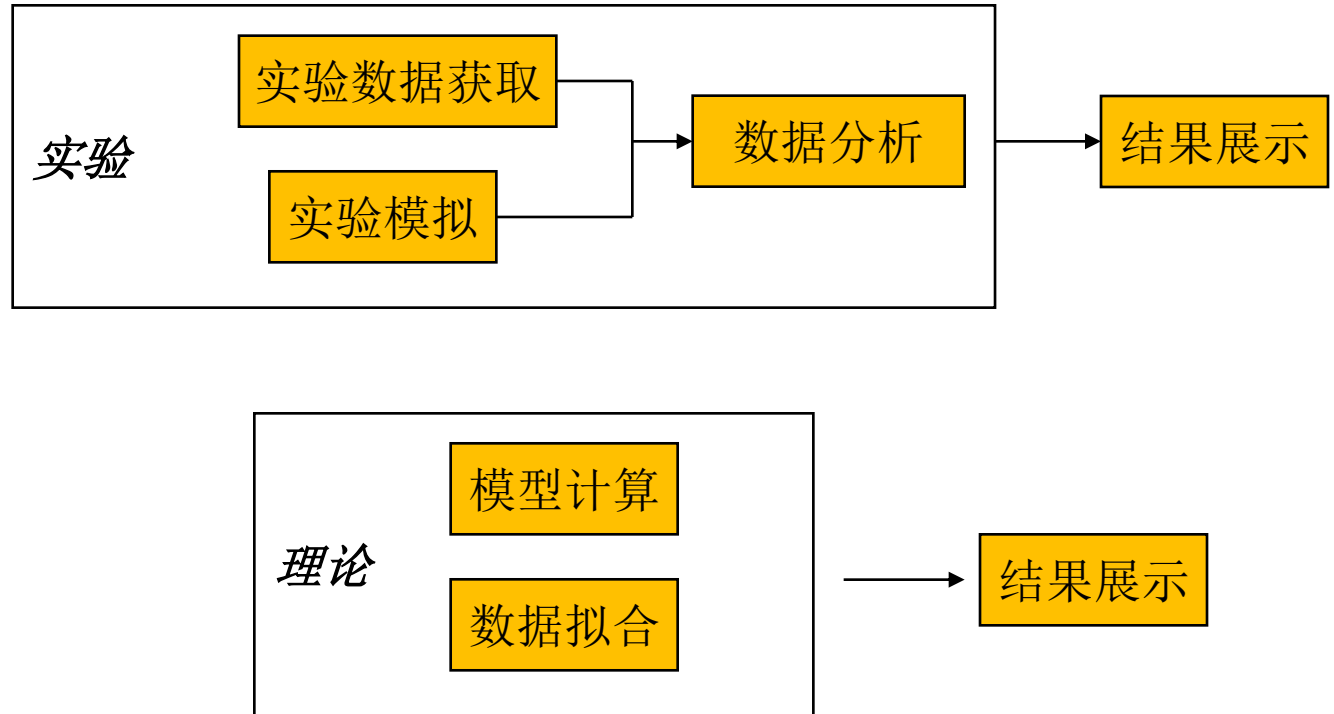 实验数据获取
实验
数据分析
结果展示
实验模拟
模型计算
理论
结果展示
数据拟合